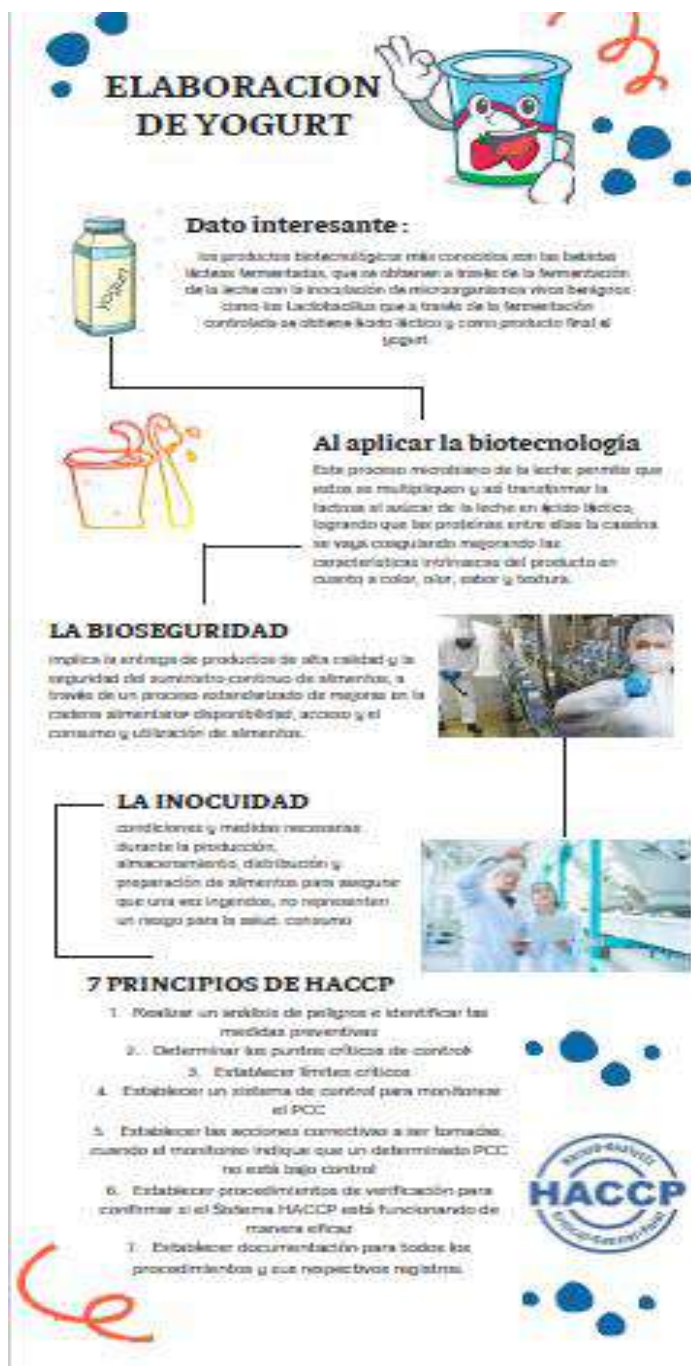 ELABORACION
DE YOGURT
Dato interesante :
los productos biotecnológicos más conocidos son las bebidas
lácteas fermentadas, que se obtienen a través de la fermentación
de la leche con la inoculación de microorganismos vivos benignos
como los Lactobacillus que a través de la fermentación
controlada se obtiene ácido láctico y como producto final el
yogurt.
yogurt
Al aplicar la biotecnología
Este proceso microbiano de la leche permite que
estos se multipliquen y así transformar la
lactosa el azúcar de la leche en ácido láctico,
logrando que las proteínas entre ellas la caseína
se vaya coagulando mejorando las
características intrínsecas del producto en
cuanto a color, olor, sabor y textura.
LA BIOSEGURIDAD
implica la entrega de productos de alta calidad y la
seguridad del suministro continuo de alimentos, a
través de un proceso estandarizado de mejoras en la
cadena alimentaria: disponibilidad, acceso y el
consumo y utilización de alimentos.
LA INOCUIDAD
condiciones y medidas necesarias
durante la producción,
almacenamiento, distribución y
preparación de alimentos para asegurar
que una vez ingeridos, no representen
un riesgo para la salud. consumo
7 PRINCIPIOS DE HACCP
1. Realizar un análisis de peligros e identificar las
medidas preventivas
2. Determinar los puntos críticos de control
3. Establecer límites críticos
4. Establecer un sistema de control para monitorear
el PCC
5. Establecer las acciones correctivas a ser tomadas,
cuando el monitoreo indique que un determinado PCC
no está bajo control
6. Establecer procedimientos de verificación para
confirmar si el Sistema HACCP está funcionando de
manera eficaz
7. Establecer documentación para todos los
procedimientos y sus respectivos registros.
Hazard-Analysis
HACCP
Critical-Control-Point